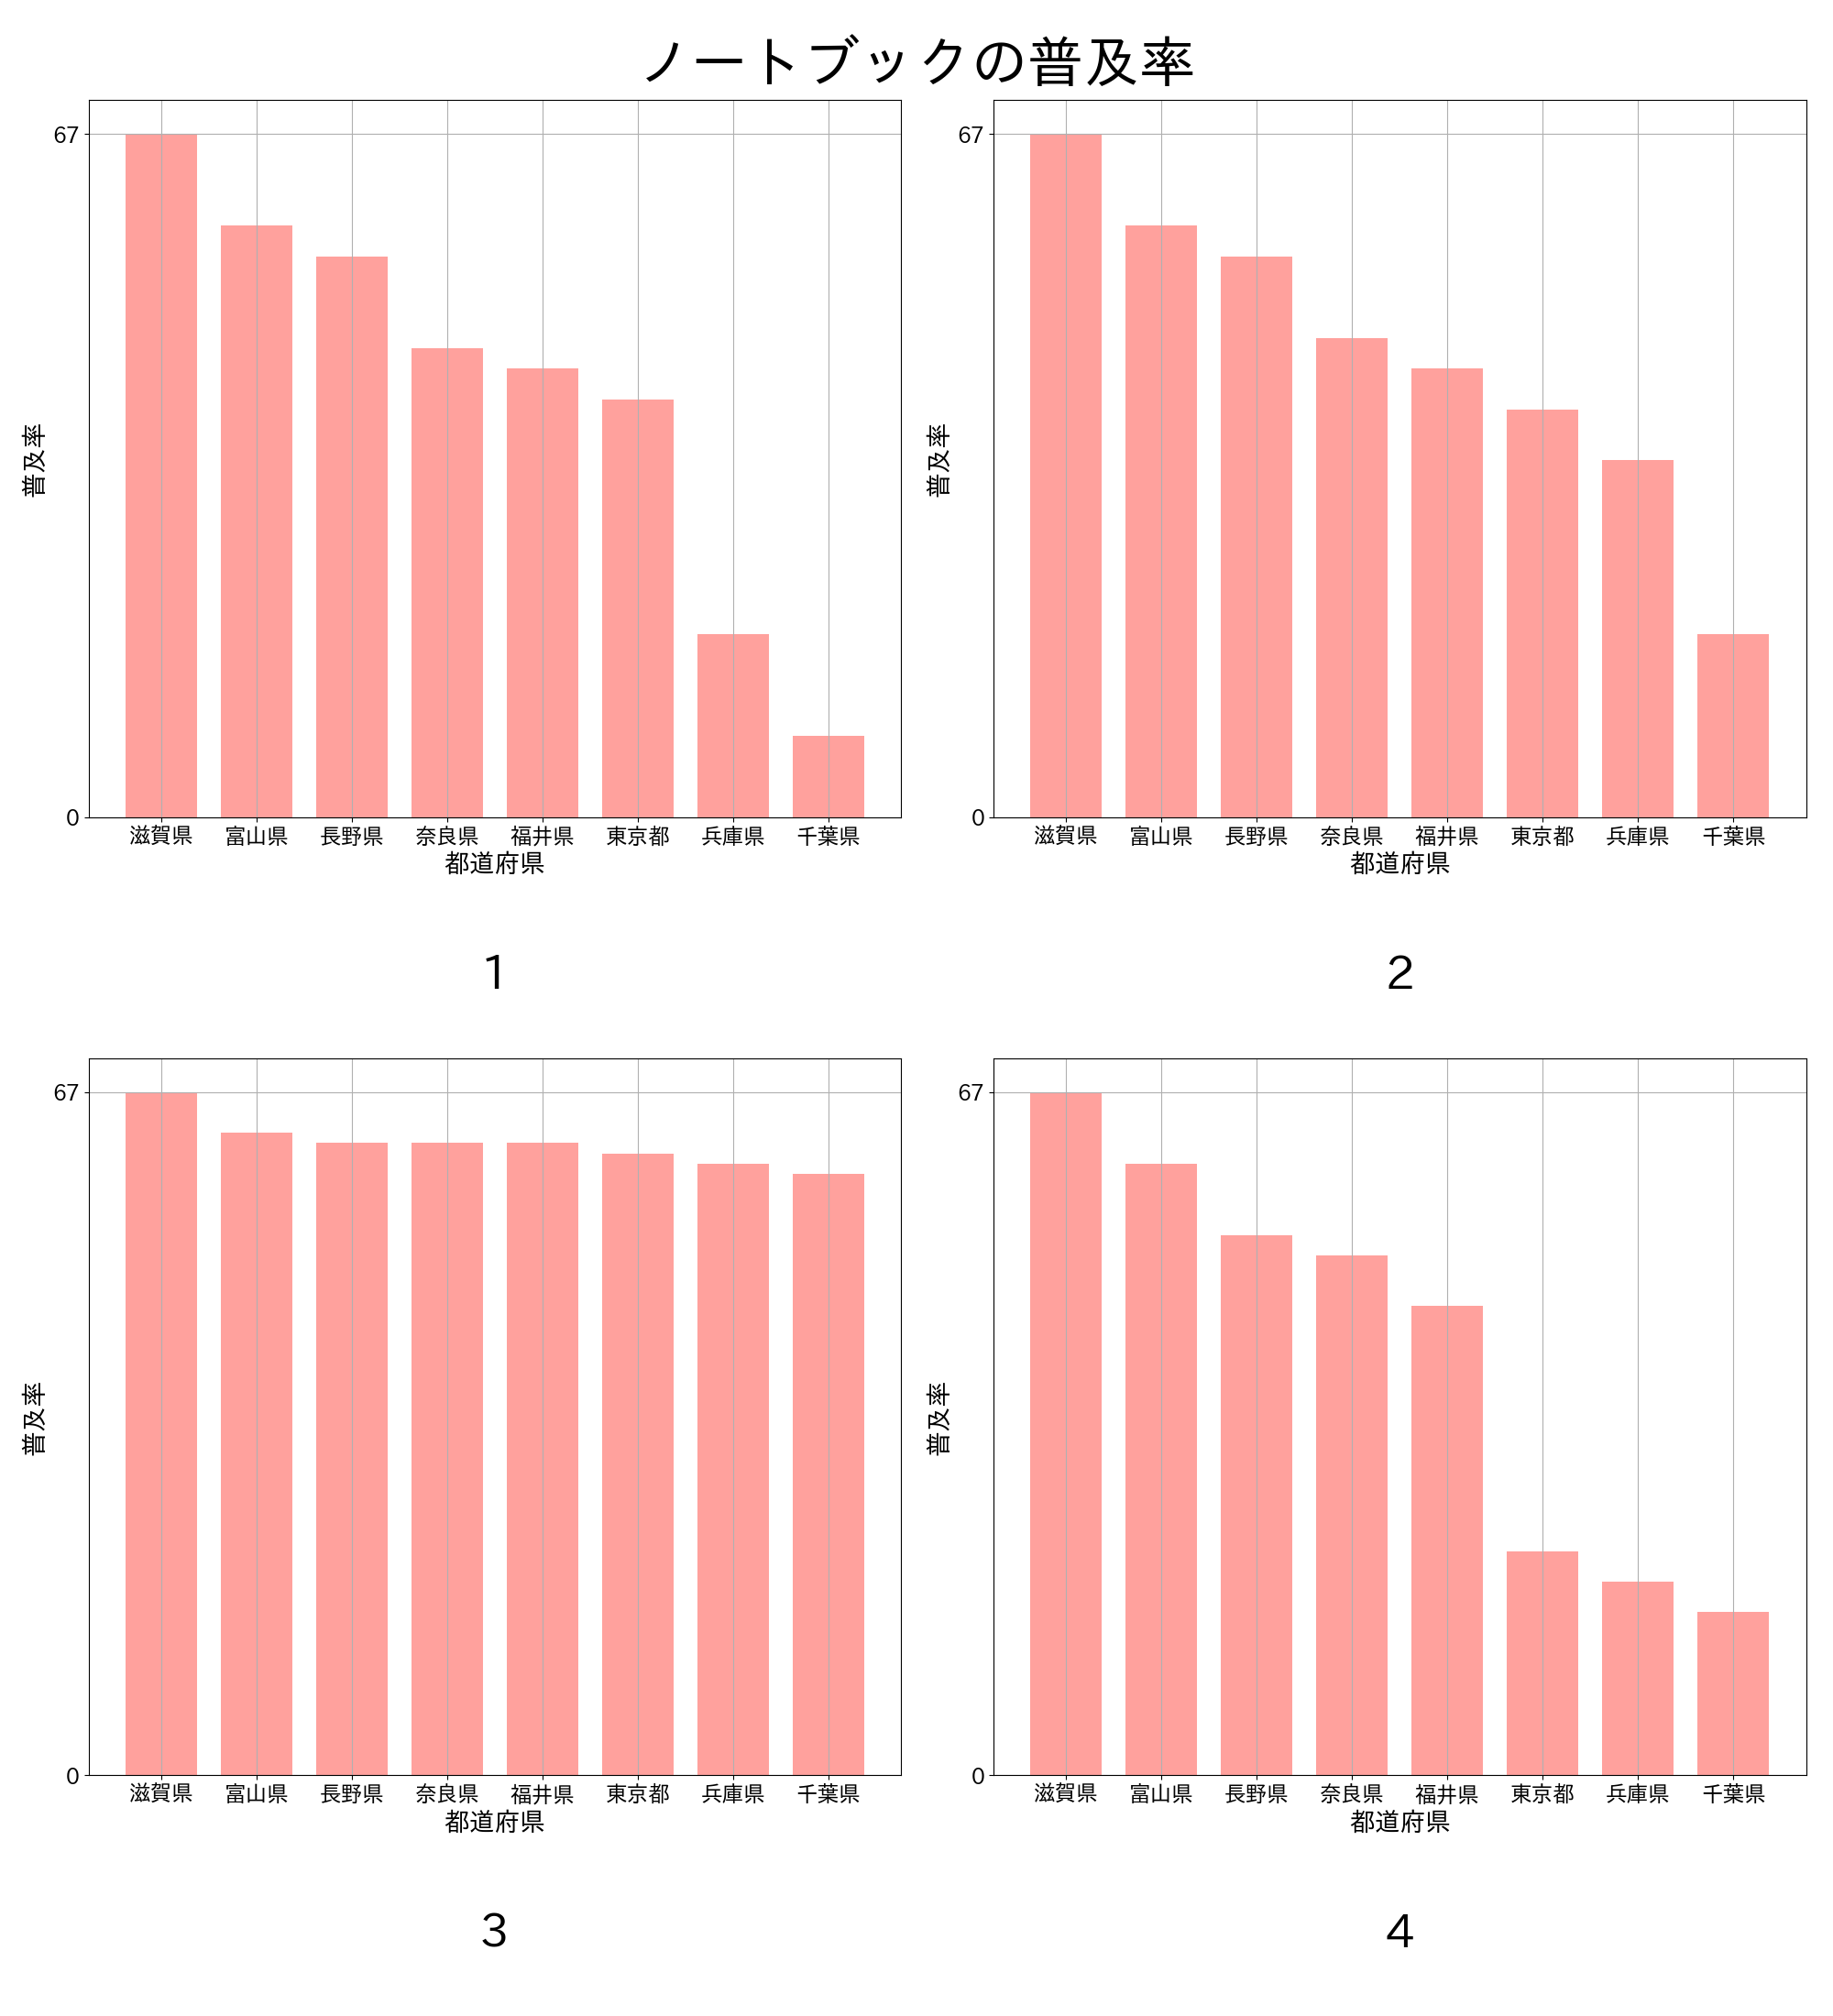 ノートブックの普及率
67
0
普及率
滋賀県 富山県 長野県 奈良県 福井県 東京都 兵庫県 千葉県
都道府県
1
67
0
普及率
滋賀県 富山県 長野県 奈良県 福井県 東京都 兵庫県 千葉県
都道府県
2
67
0
普及率
滋賀県 富山県 長野県 奈良県 福井県 東京都 兵庫県 千葉県
都道府県
3
67
0
普及率
滋賀県 富山県 長野県 奈良県 福井県 東京都 兵庫県 千葉県
都道府県
4